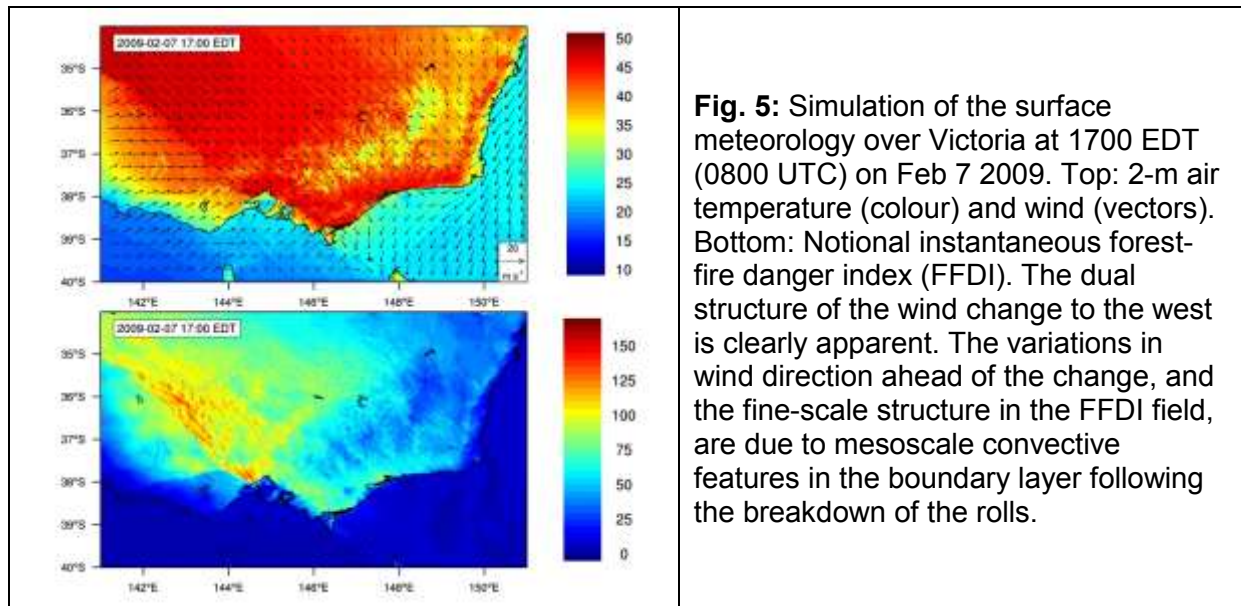 2009-02-07 17:00 EDT
35°S
36°S
37°S
38°S
39°S
40°S
142°E 144°E 146°E 148°E 150°E
50
45
40
35
30
25
20
15
10
20
m s⁻¹
2009-02-07 17:00 EDT
35°S
36°S
37°S
38°S
39°S
40°S
142°E 144°E 146°E 148°E 150°E
150
125
100
75
50
25
0
Fig. 5: Simulation of the surface
meteorology over Victoria at 1700 EDT
(0800 UTC) on Feb 7 2009. Top: 2-m air
temperature (colour) and wind (vectors).
Bottom: Notional instantaneous forest-
fire danger index (FFDI). The dual
structure of the wind change to the west
is clearly apparent. The variations in
wind direction ahead of the change, and
the fine-scale structure in the FFDI field,
are due to mesoscale convective
features in the boundary layer following
the breakdown of the rolls.